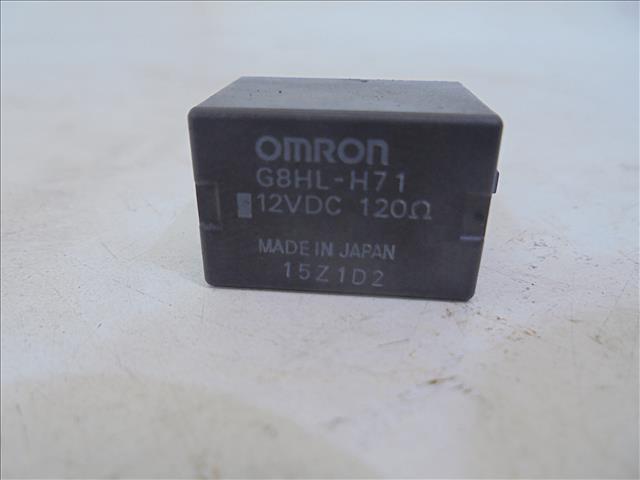 OMRON
G8HL-H71
12VDC 120Ω
MADE IN JAPAN
15Z1D2